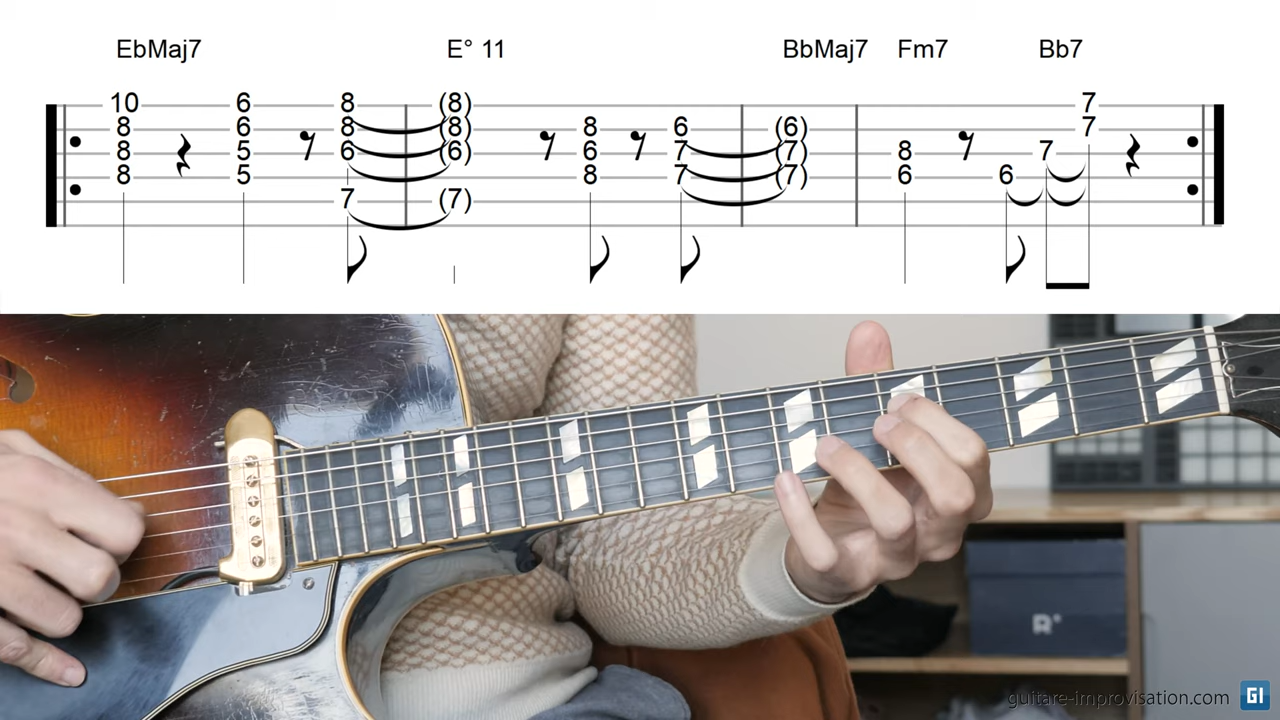 EbMaj7 E° 11 BbMaj7 Fm7 Bb7
10 6 8 (8) 7
8 6 8 (8) 8 6 (6) 7
8 5 6 (6) 6 7 (7) 8 7
8 5 8 7 (7) 6 6
7 (7)
R°
guitare-improvisation.com GI